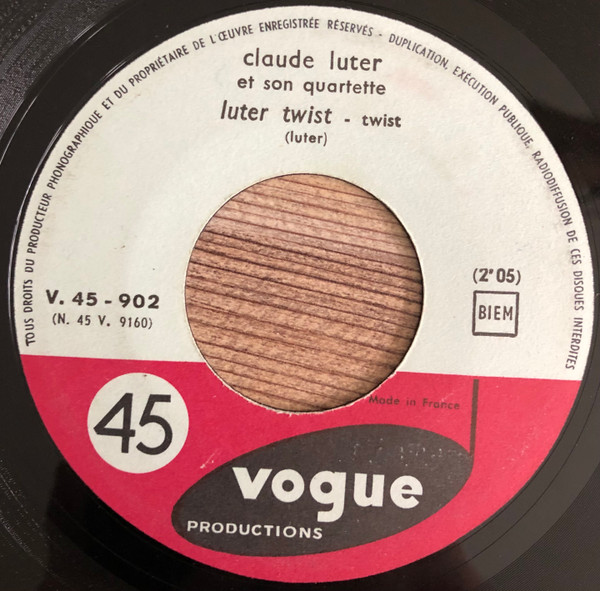 TOUS DROITS DU PRODUCTEUR PHONOGRAPHIQUE ET DU PROPRIÉTAIRE DE L'ŒUVRE ENREGISTRÉE RÉSERVÉS - DUPLICATION, EXÉCUTION PUBLIQUE, RADIODIFFUSION DE CES DISQUES INTERDITES
claude luter
et son quartette
luter twist - twist
(luter)
V. 45 - 902
(N. 45 V. 9160)
(2'05)
BIEM
Made in France
45
vogue
PRODUCTIONS